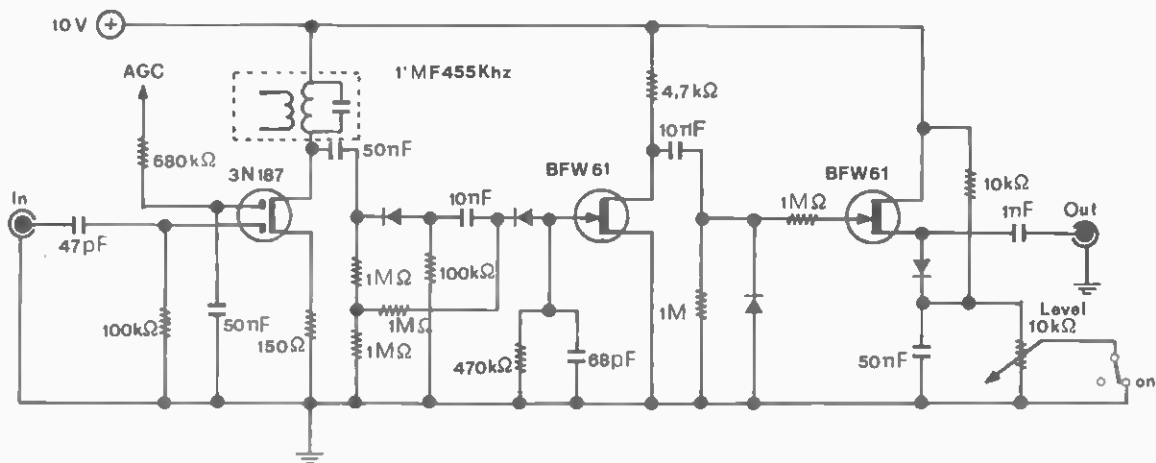 10V +
1'MF455Khz
AGC
4,7kΩ
50nF
10nF
680kΩ
3N187
BFW61
BFW61
10kΩ
In
10nF
1MΩ
1nF
Out
47pF
1MΩ
100kΩ
1MΩ
1M
Level
10kΩ
100kΩ
50nF
150Ω
1MΩ
470kΩ
68pF
50nF
on